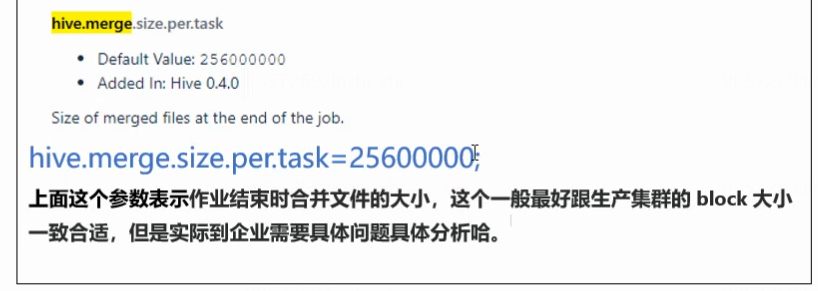 hive.merge.size.per.task
• Default Value: 256000000
• Added In: Hive 0.4.0
Size of merged files at the end of the job.
hive.merge.size.per.task=25600000;
上面这个参数表示作业结束时合并文件的大小，这个一般最好跟生产集群的 block 大小
一致合适，但是实际到企业需要具体问题具体分析哈。